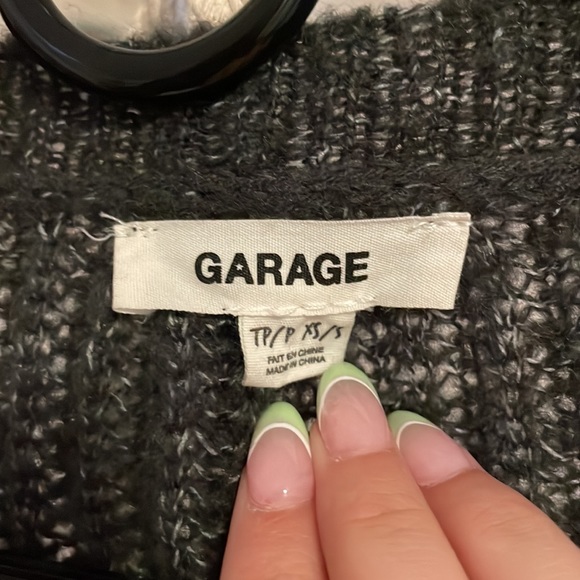 GARAGE
TP/P XS/S
FAIT EN CHINE
MADE IN CHINA